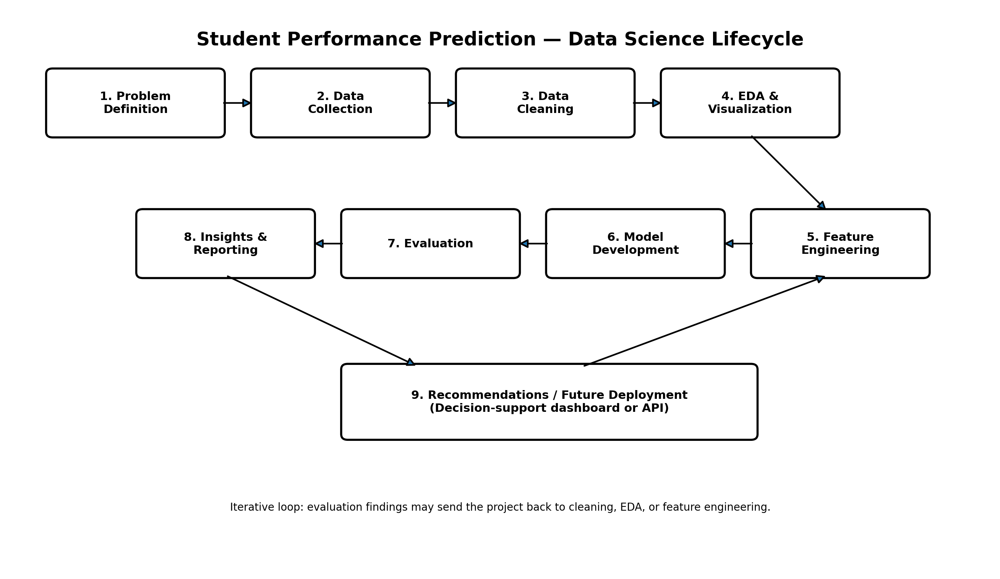 Student Performance Prediction — Data Science Lifecycle
1. Problem
Definition
2. Data
Collection
3. Data
Cleaning
4. EDA &
Visualization
5. Feature
Engineering
6. Model
Development
7. Evaluation
8. Insights &
Reporting
9. Recommendations / Future Deployment
(Decision-support dashboard or API)
Iterative loop: evaluation findings may send the project back to cleaning, EDA, or feature engineering.